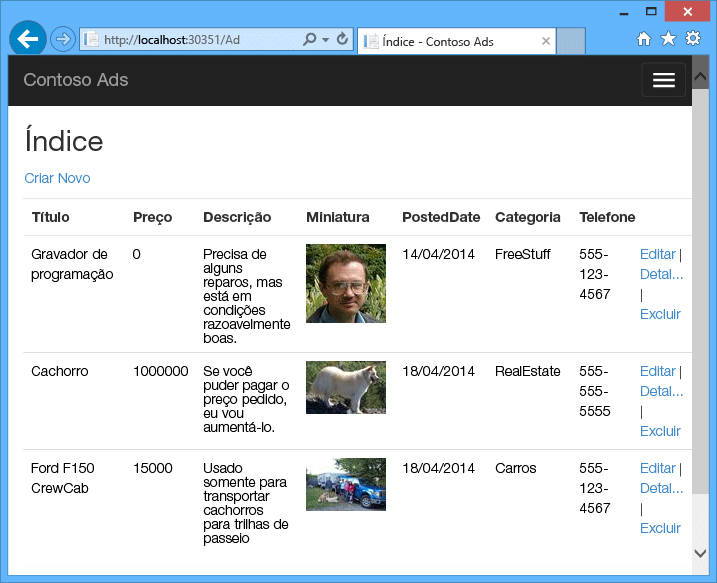 http://localhost:30351/Ad
Índice - Contoso Ads
Contoso Ads
Índice
Criar Novo
Título Preço Descrição Miniatura PostedDate Categoria Telefone
Gravador de
programação
0
Precisa de
alguns
reparos, mas
está em
condições
razoavelmente
boas.
14/04/2014
FreeStuff
555-
123-
4567
Editar |
Detal...
|
Excluir
Cachorro
1000000
Se você
puder pagar o
preço pedido,
eu vou
aumentá-lo.
18/04/2014
RealEstate
555-
555-
5555
Editar |
Detal...
|
Excluir
Ford F150
CrewCab
15000
Usado
somente para
transportar
cachorros
para trilhas de
passeio
18/04/2014
Carros
555-
123-
4567
Editar |
Detal...
|
Excluir